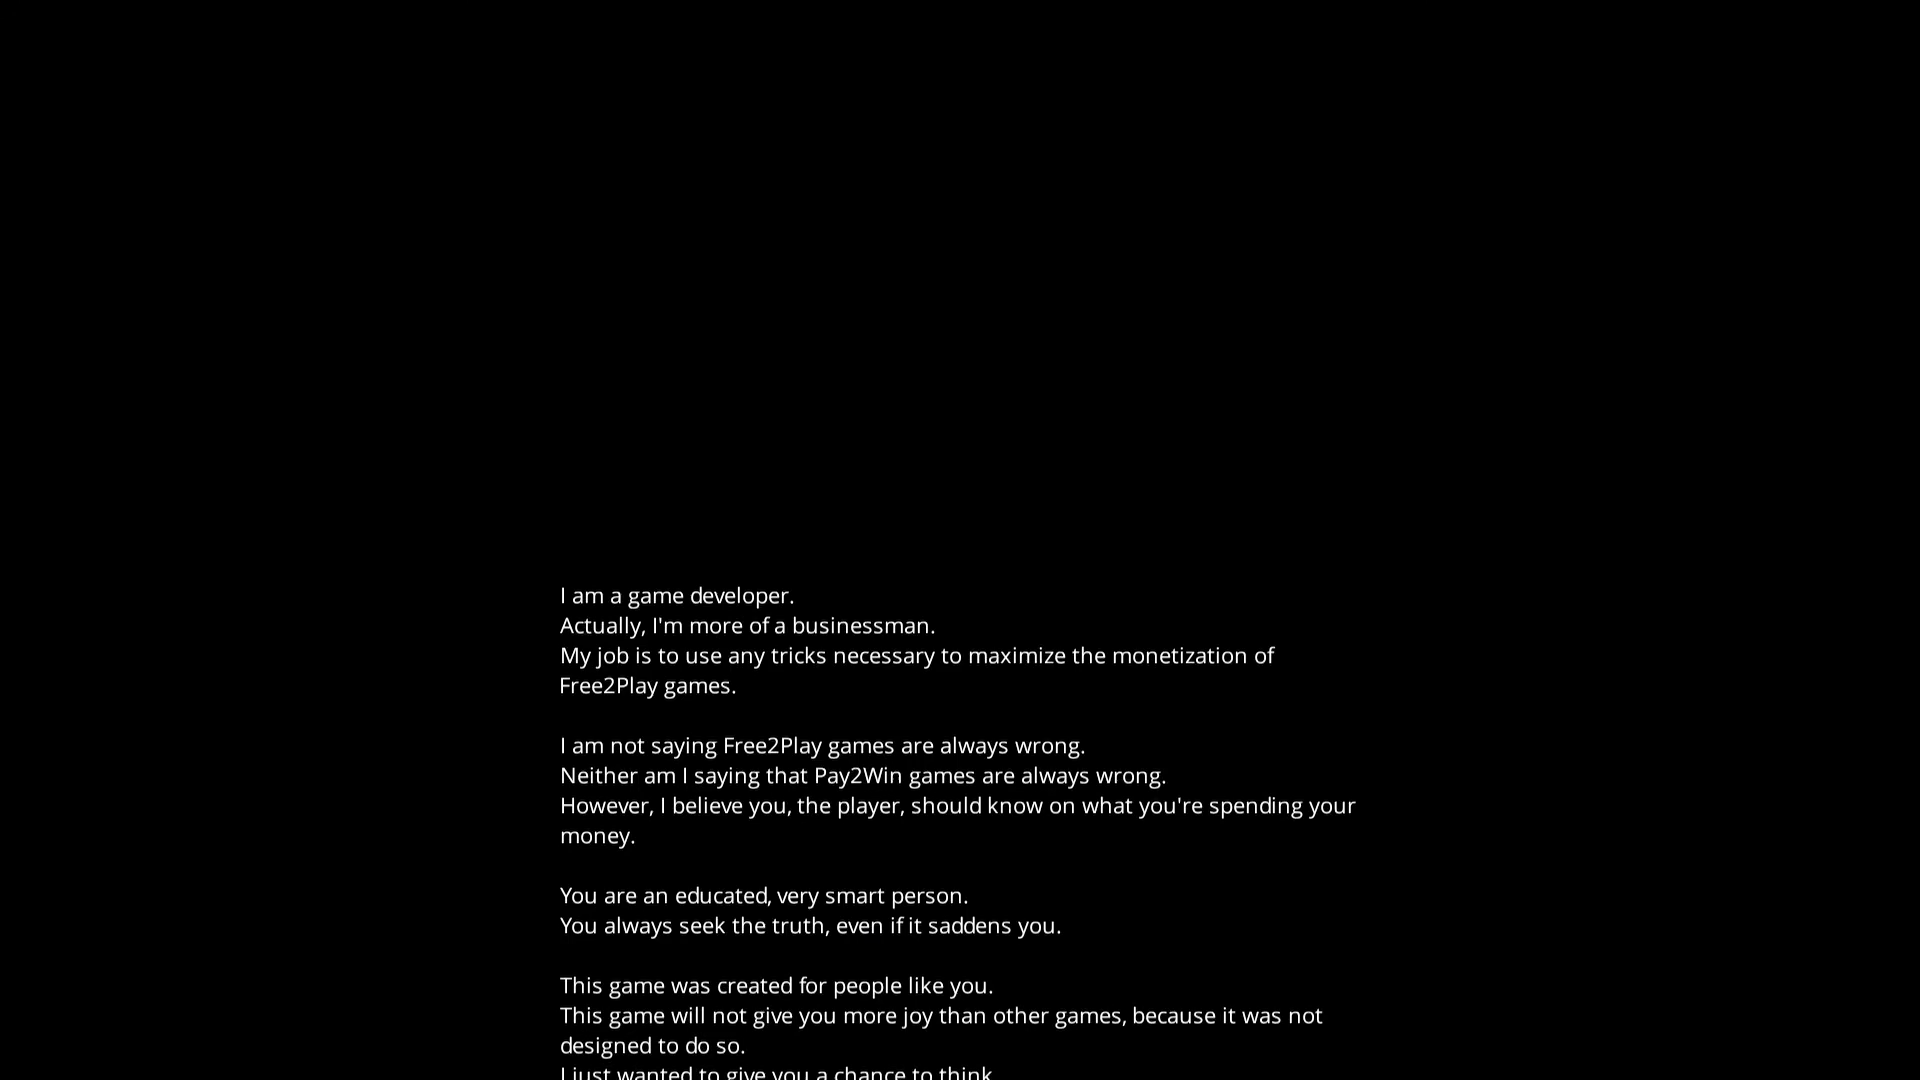 I am a game developer.
Actually, I'm more of a businessman.
My job is to use any tricks necessary to maximize the monetization of
Free2Play games.
I am not saying Free2Play games are always wrong.
Neither am I saying that Pay2Win games are always wrong.
However, I believe you, the player, should know on what you're spending your
money.
You are an educated, very smart person.
You always seek the truth, even if it saddens you.
This game was created for people like you.
This game will not give you more joy than other games, because it was not
designed to do so.
I just wanted to give you a chance to think